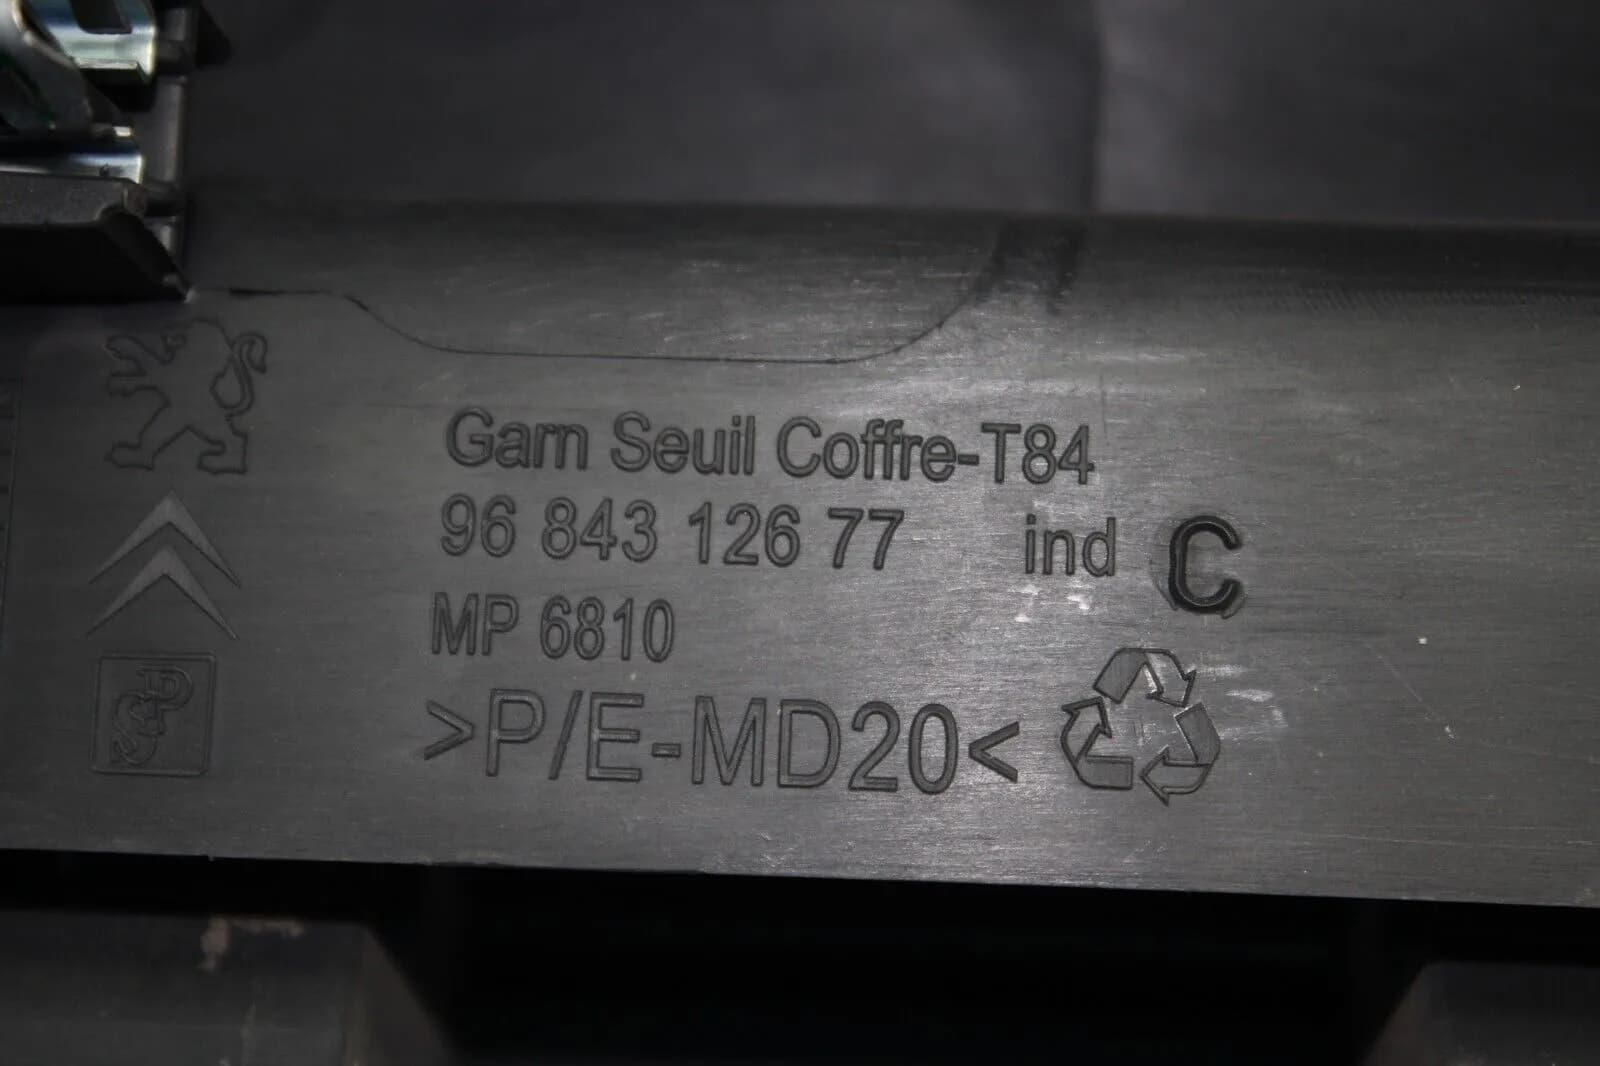 Garn Seuil Coffre-T84
96 843 126 77 ind C
MP 6810
>P/E-MD20<